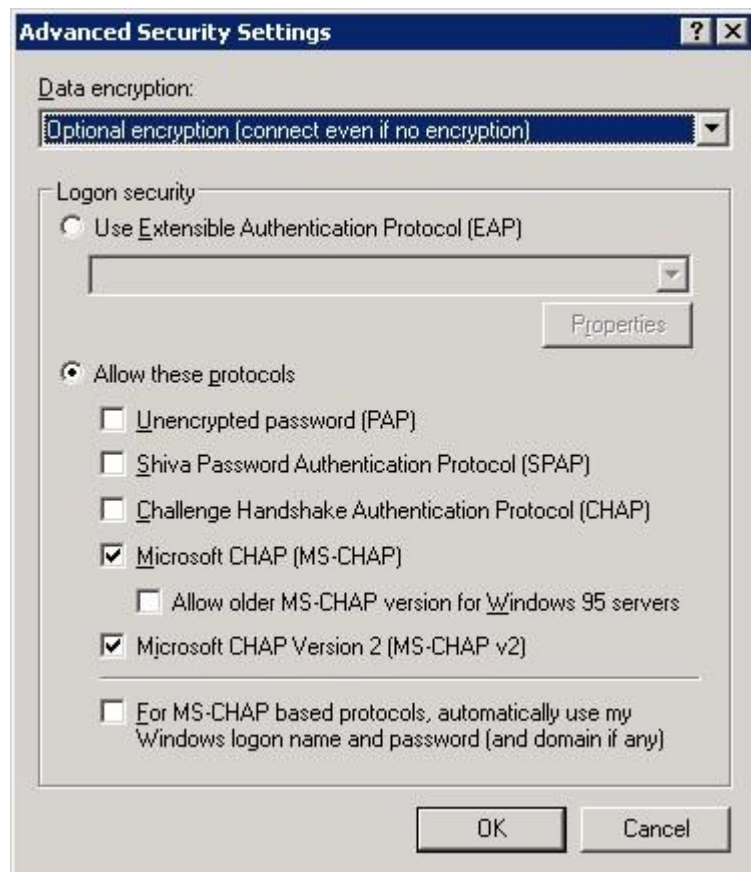 Advanced Security Settings
Data encryption:
Optional encryption (connect even if no encryption)
Logon security
Use Extensible Authentication Protocol (EAP)
Properties
Allow these protocols
Unencrypted password (PAP)
Shiva Password Authentication Protocol (SPAP)
Challenge Handshake Authentication Protocol (CHAP)
Microsoft CHAP (MS-CHAP)
Allow older MS-CHAP version for Windows 95 servers
Microsoft CHAP Version 2 (MS-CHAP v2)
For MS-CHAP based protocols, automatically use my
Windows logon name and password (and domain if any)
OK Cancel